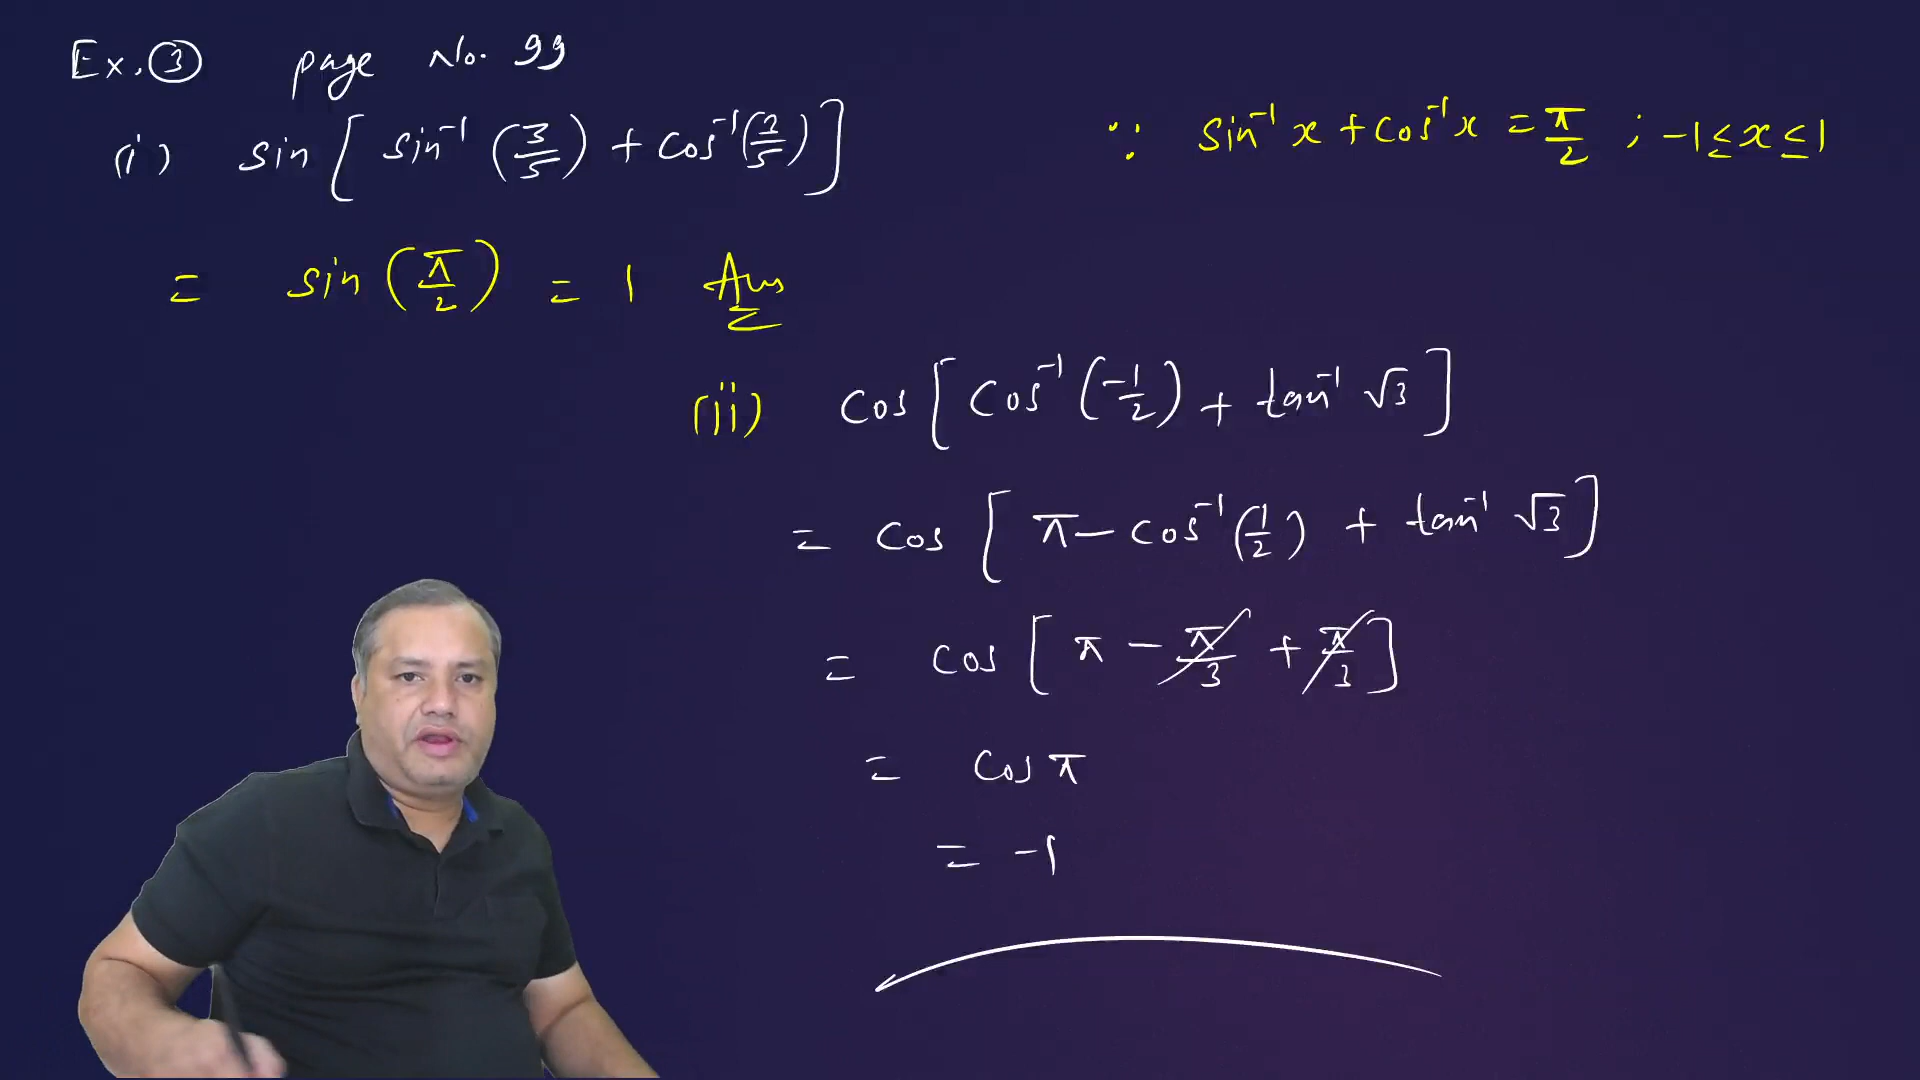 Ex. ③ page No. 99
(i) sin[sin⁻¹(3/5) + cos⁻¹(3/5)]
∵ sin⁻¹x + cos⁻¹x = π/2 ; -1≤x≤1
= sin(π/2) = 1 Ans
(ii) cos[cos⁻¹(-1/2) + tan⁻¹√3]
= cos[π - cos⁻¹(1/2) + tan⁻¹√3]
= cos[π - π/3 + π/3]
= cos π
= -1